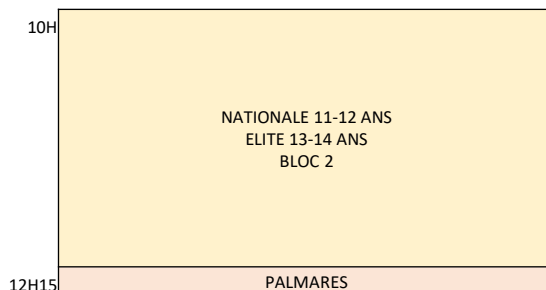 10H
NATIONALE 11-12 ANS
ELITE 13-14 ANS
BLOC 2
12H15
PALMARES